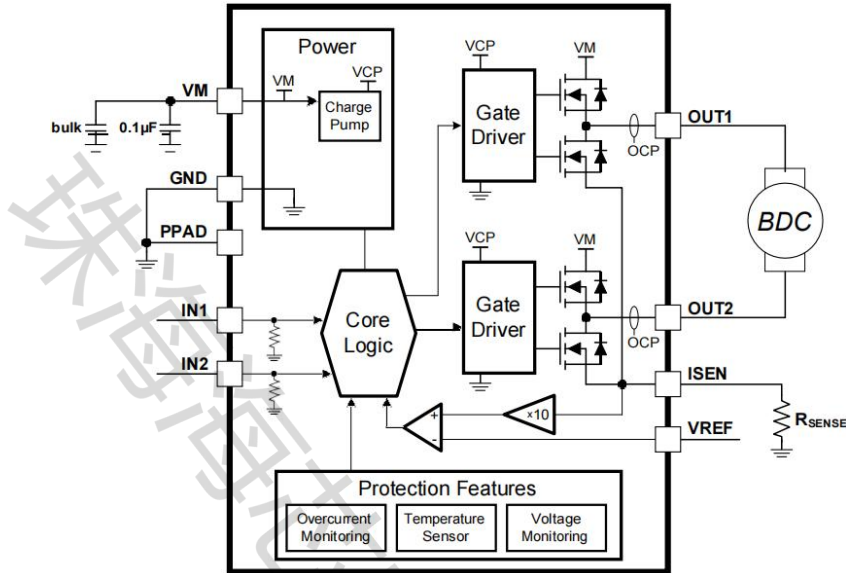 Power
VM
VCP
Charge
Pump
VM
bulk
0.1µF
GND
PPAD
IN1
IN2
Core
Logic
VCP
Gate
Driver
VM
OCP
OUT1
BDC
VCP
Gate
Driver
VM
OCP
OUT2
ISEN
RSENSE
VREF
×10
+
-
Protection Features
Overcurrent
Monitoring
Temperature
Sensor
Voltage
Monitoring
珠海